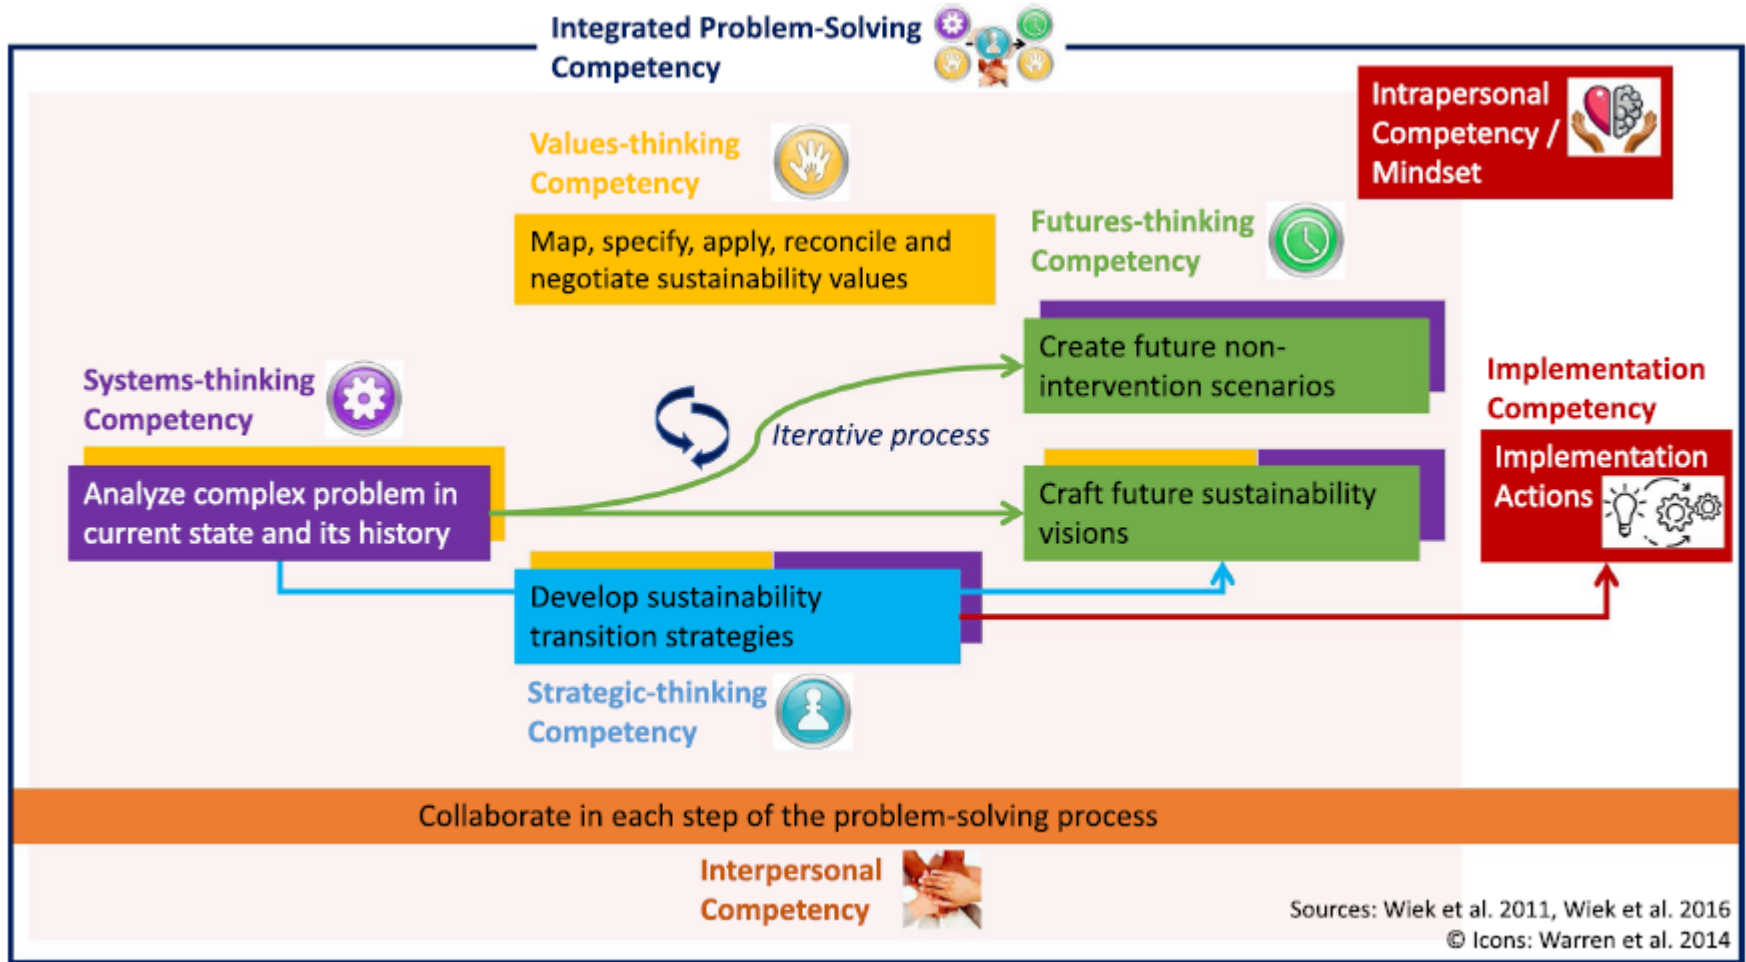 Integrated Problem-Solving
Competency
Intrapersonal
Competency /
Mindset
Values-thinking
Competency
Map, specify, apply, reconcile and
negotiate sustainability values
Futures-thinking
Competency
Create future non-
intervention scenarios
Systems-thinking
Competency
Iterative process
Implementation
Competency
Analyze complex problem in
current state and its history
Craft future sustainability
visions
Implementation
Actions
Develop sustainability
transition strategies
Strategic-thinking
Competency
Collaborate in each step of the problem-solving process
Interpersonal
Competency
Sources: Wiek et al. 2011, Wiek et al. 2016
© Icons: Warren et al. 2014